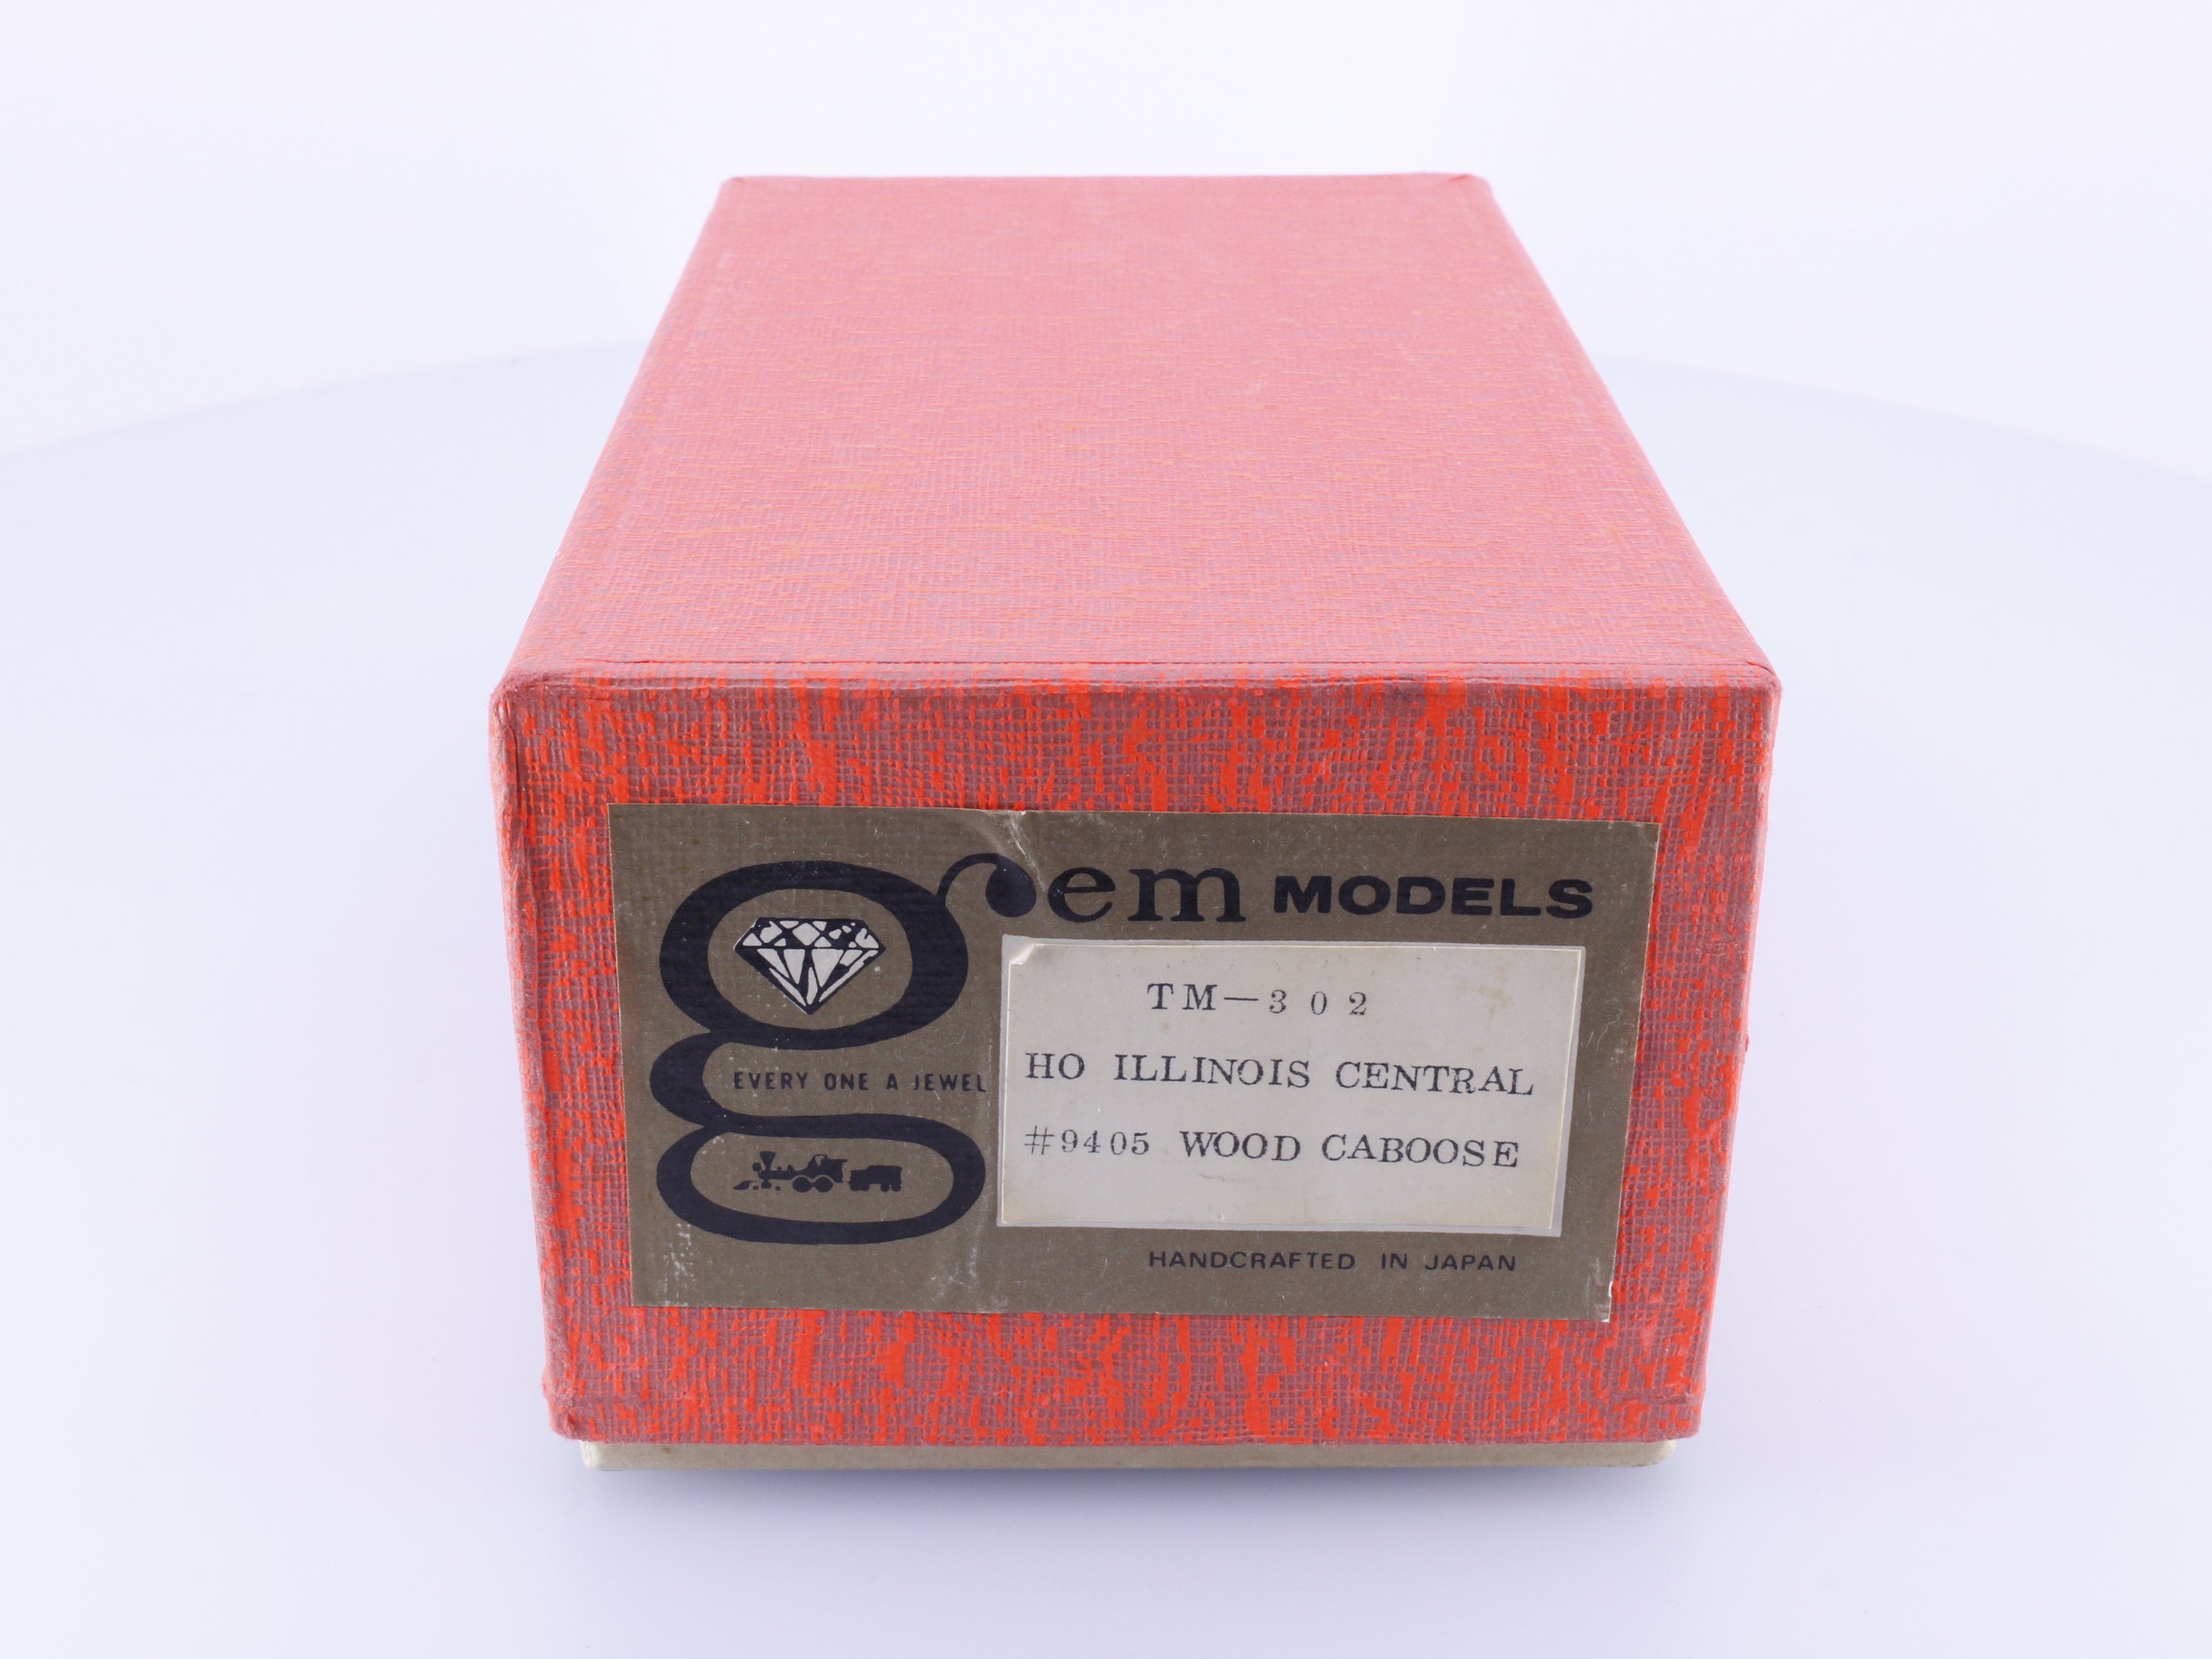 gem MODELS
EVERY ONE A JEWEL
TM-302
HO ILLINOIS CENTRAL
#9405 WOOD CABOOSE
HANDCRAFTED IN JAPAN